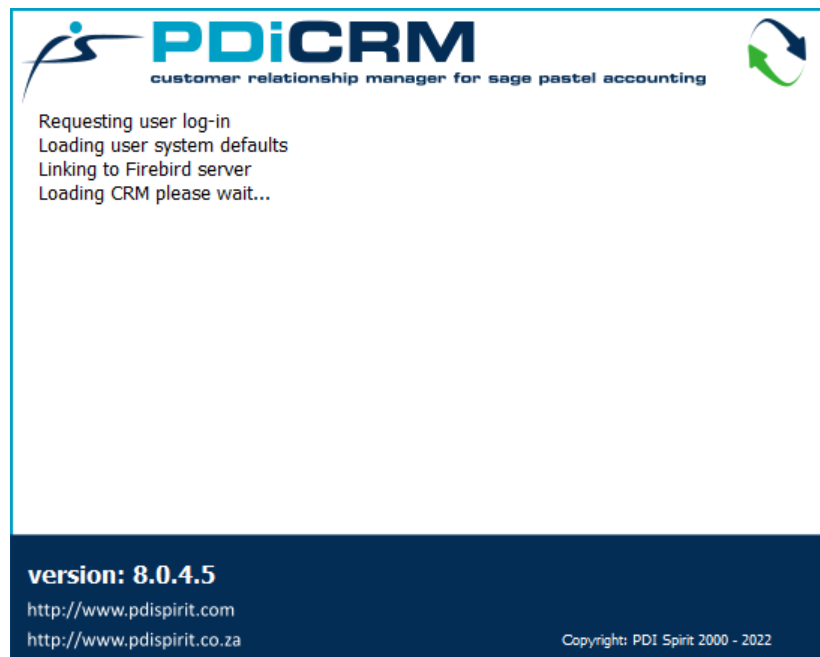 PDiCRM
customer relationship manager for sage pastel accounting
Requesting user log-in
Loading user system defaults
Linking to Firebird server
Loading CRM please wait...
version: 8.0.4.5
http://www.pdispirit.com
http://www.pdispirit.co.za
Copyright: PDI Spirit 2000 - 2022